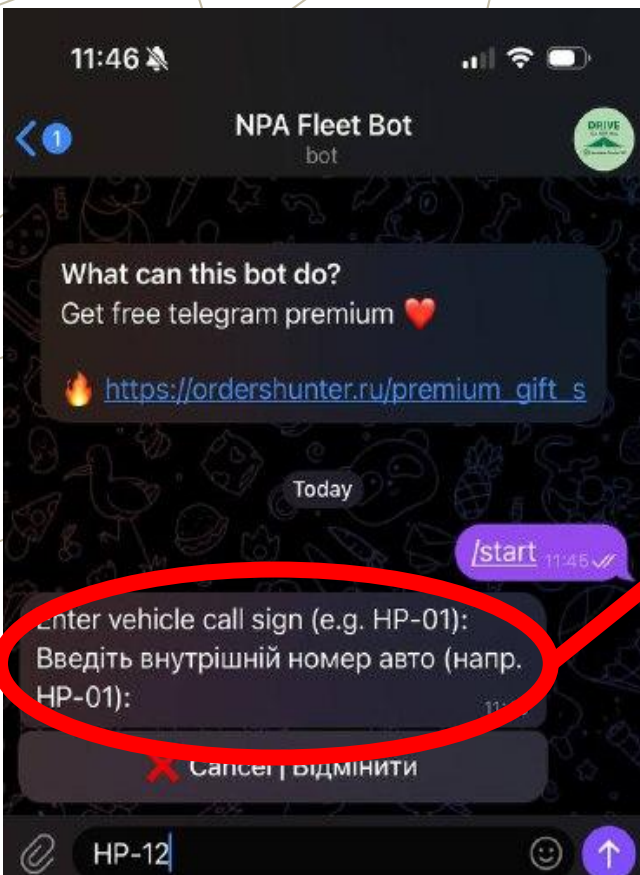 11:46
1
NPA Fleet Bot
bot
DRIVE
What can this bot do?
Get free telegram premium ❤️
🔥 https://ordershunter.ru/premium_gift_s
Today
/start 11:45
Enter vehicle call sign (e.g. HP-01):
Введіть внутрішній номер авто (напр.
HP-01):
❌ Cancel | Відмінити
HP-12